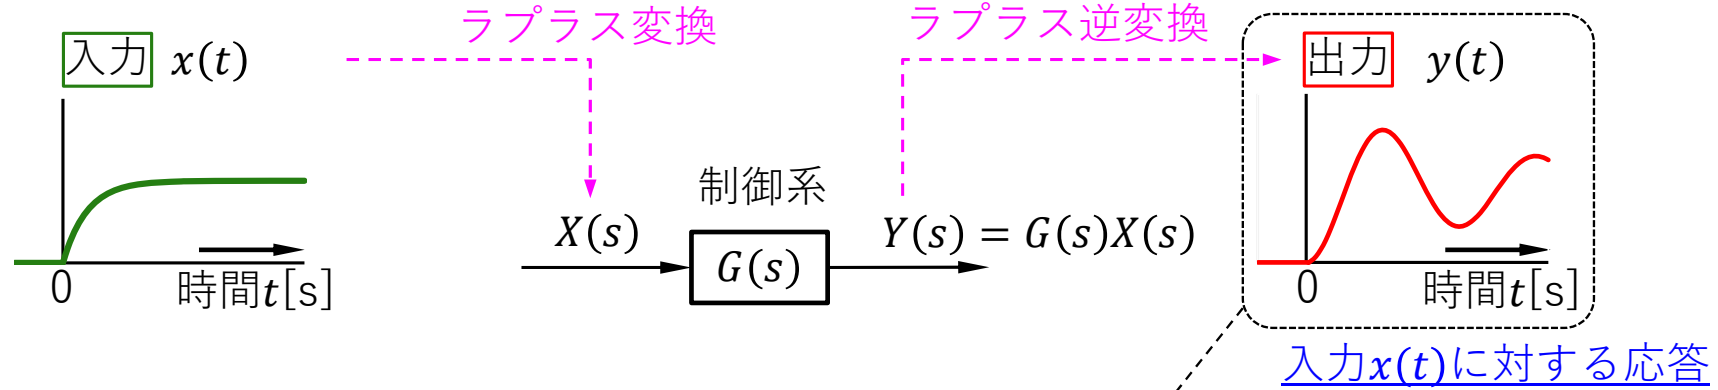 ラプラス変換
ラプラス逆変換
入力 x(t)
出力 y(t)
制御系
X(s)
G(s)
Y(s) = G(s)X(s)
0
時間t[s]
0
時間t[s]
入力x(t)に対する応答